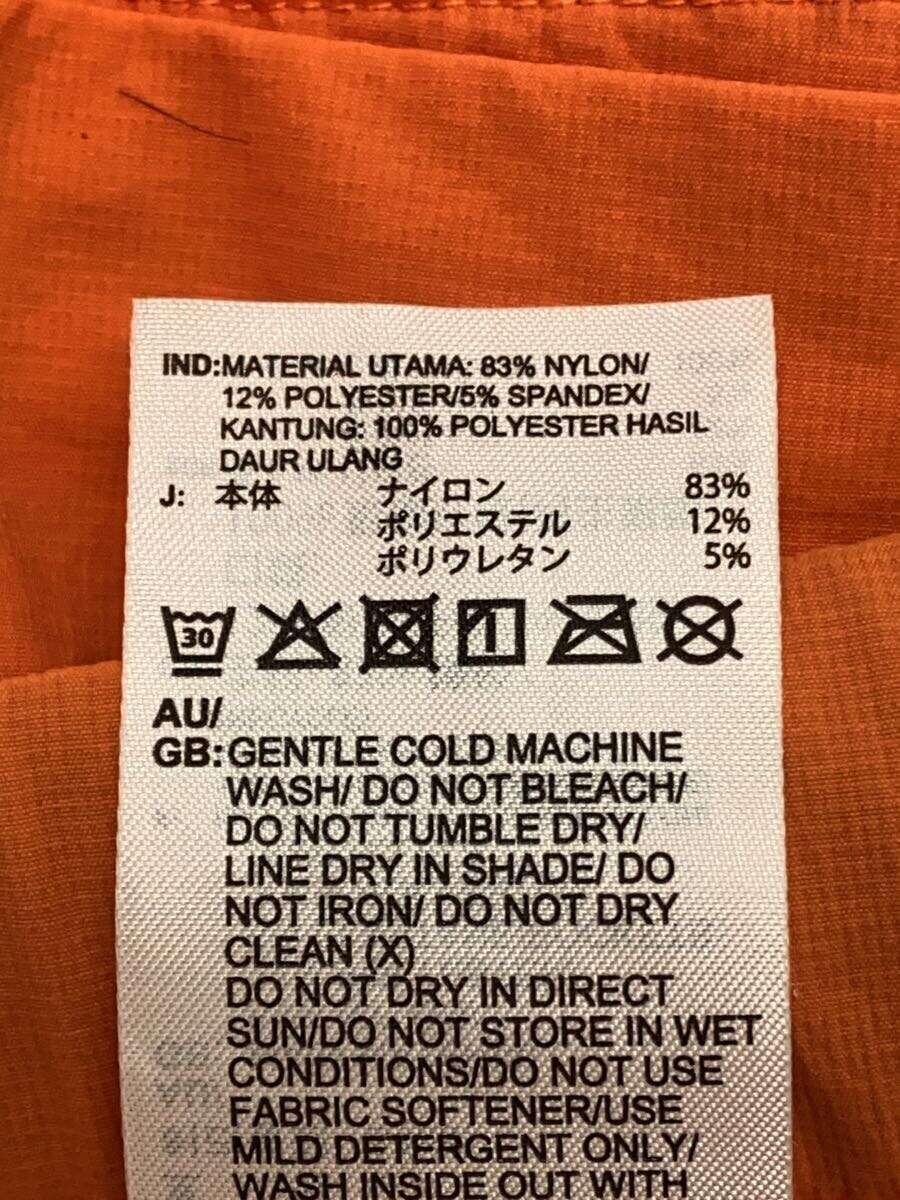 IND:MATERIAL UTAMA: 83% NYLON/
12% POLYESTER/5% SPANDEX/
KANTUNG: 100% POLYESTER HASIL
DAUR ULANG
J: 本体 ナイロン 83%
ポリエステル 12%
ポリウレタン 5%
30
AU/
GB:GENTLE COLD MACHINE
WASH/ DO NOT BLEACH/
DO NOT TUMBLE DRY/
LINE DRY IN SHADE/ DO
NOT IRON/ DO NOT DRY
CLEAN (X)
DO NOT DRY IN DIRECT
SUN/DO NOT STORE IN WET
CONDITIONS/DO NOT USE
FABRIC SOFTENER/USE
MILD DETERGENT ONLY/
WASH INSIDE OUT WITH